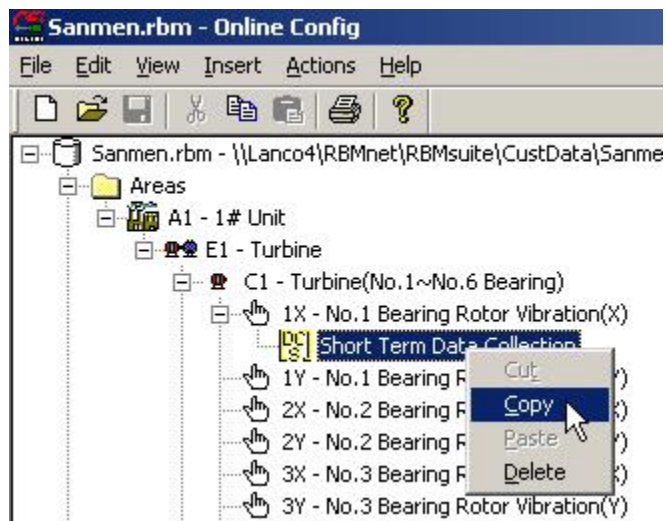 Sanmen.rbm - Online Config
File Edit View Insert Actions Help
Sanmen.rbm - \\Lanco4\RBMnet\RBMsuite\CustData\Sanme
Areas
A1 - 1# Unit
E1 - Turbine
C1 - Turbine(No.1~No.6 Bearing)
1X - No.1 Bearing Rotor Vibration(X)
Short Term Data Collection
1Y - No.1 Bearing
2X - No.2 Bearing
2Y - No.2 Bearing
3X - No.3 Bearing
3Y - No.3 Bearing Rotor Vibration(Y)
Cut
Copy
Paste
Delete